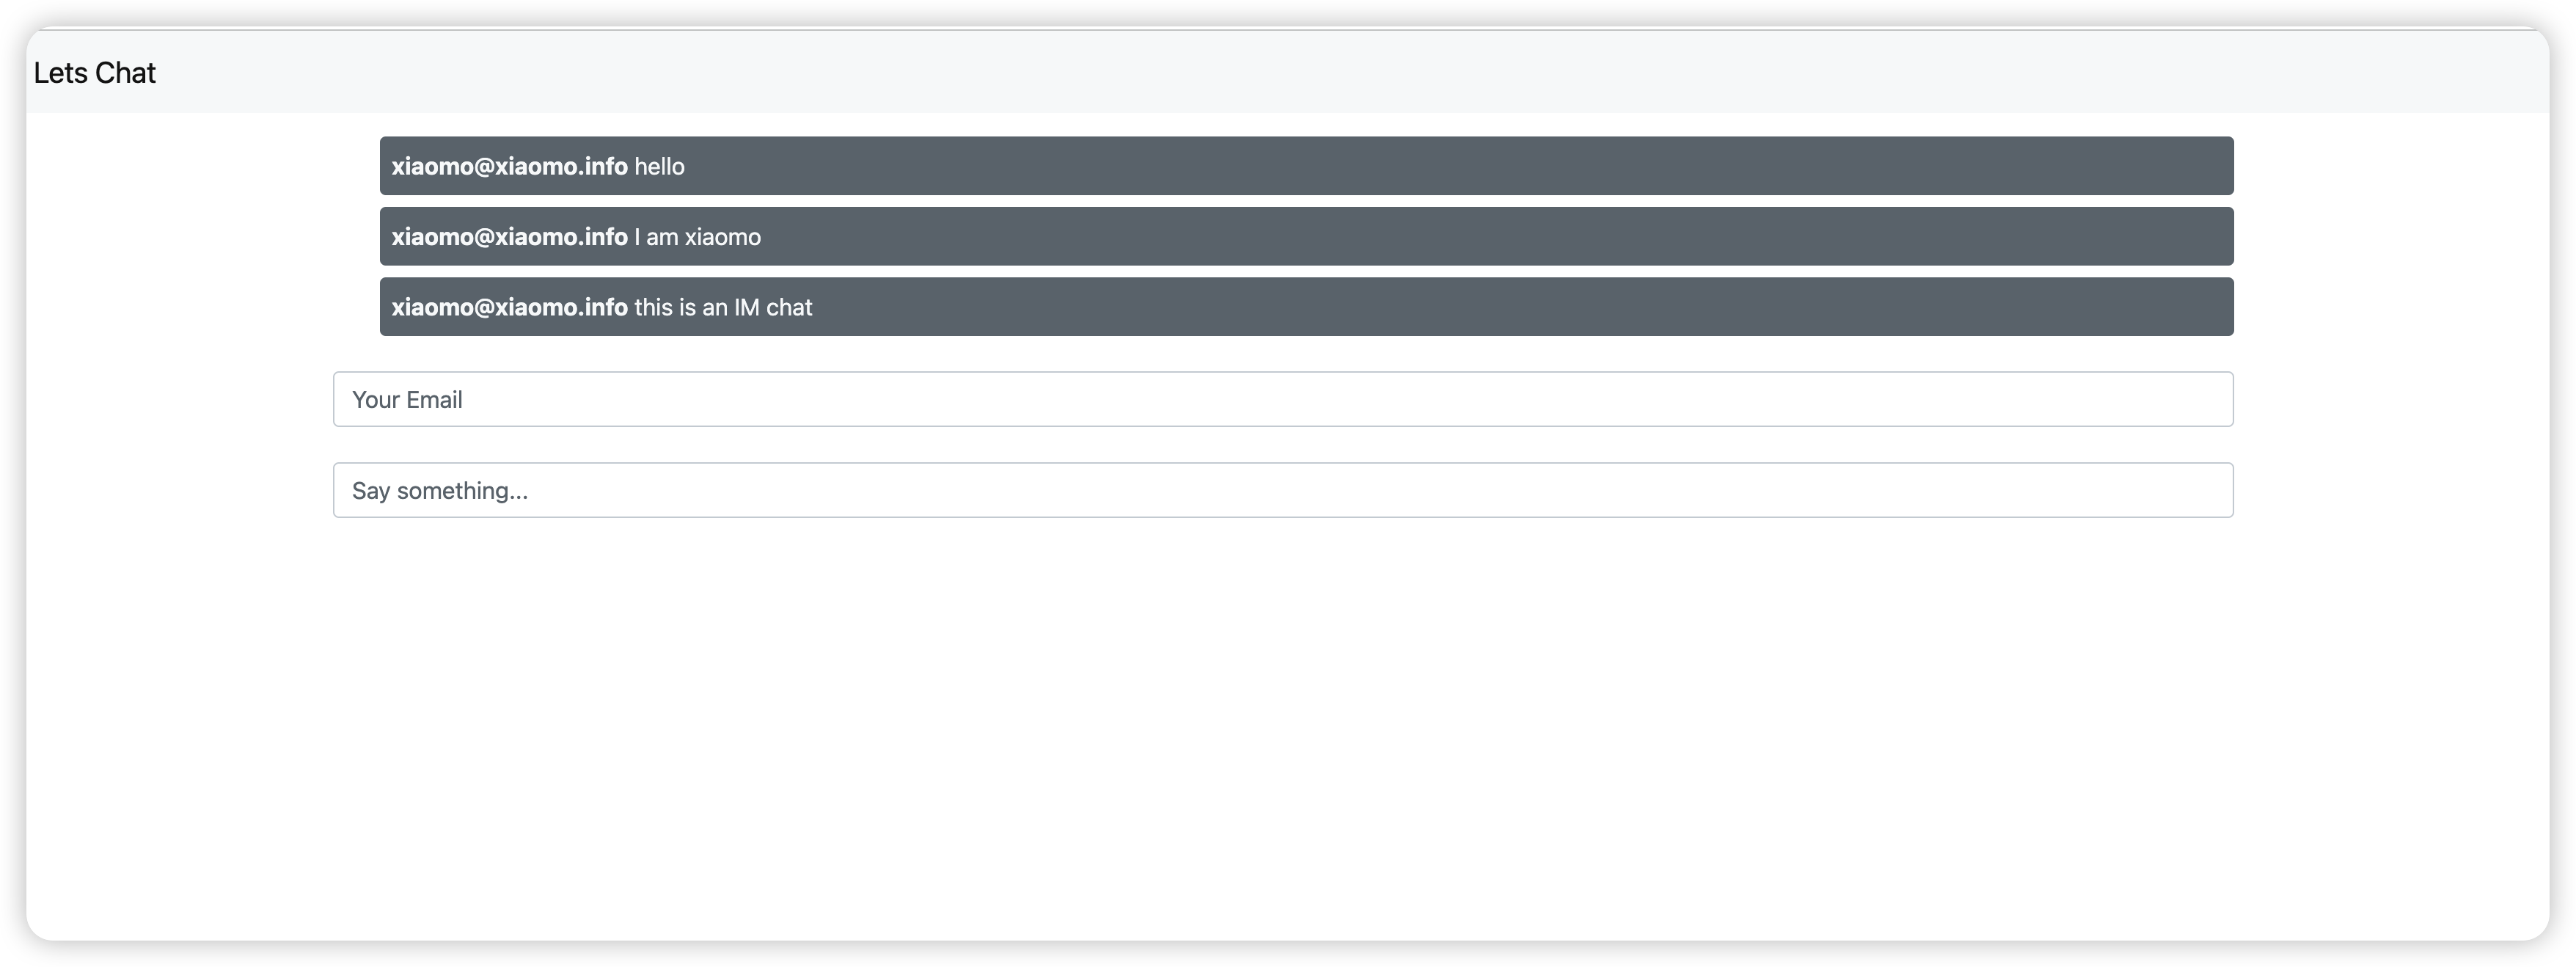 Lets Chat
xiaomo@xiaomo.info hello
xiaomo@xiaomo.info I am xiaomo
xiaomo@xiaomo.info this is an IM chat
Your Email
Say something...